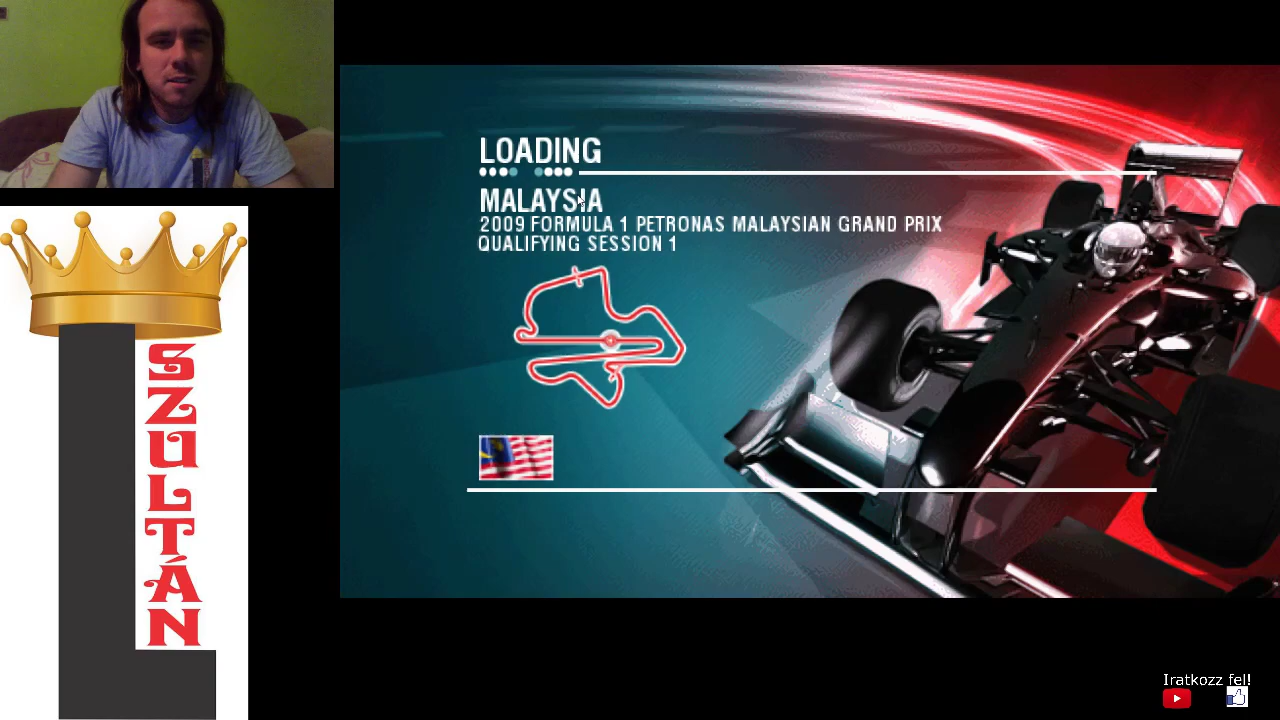 LOADING
MALAYSIA
2009 FORMULA 1 PETRONAS MALAYSIAN GRAND PRIX
QUALIFYING SESSION 1
L
SZULTÁN
Iratkozz fel!